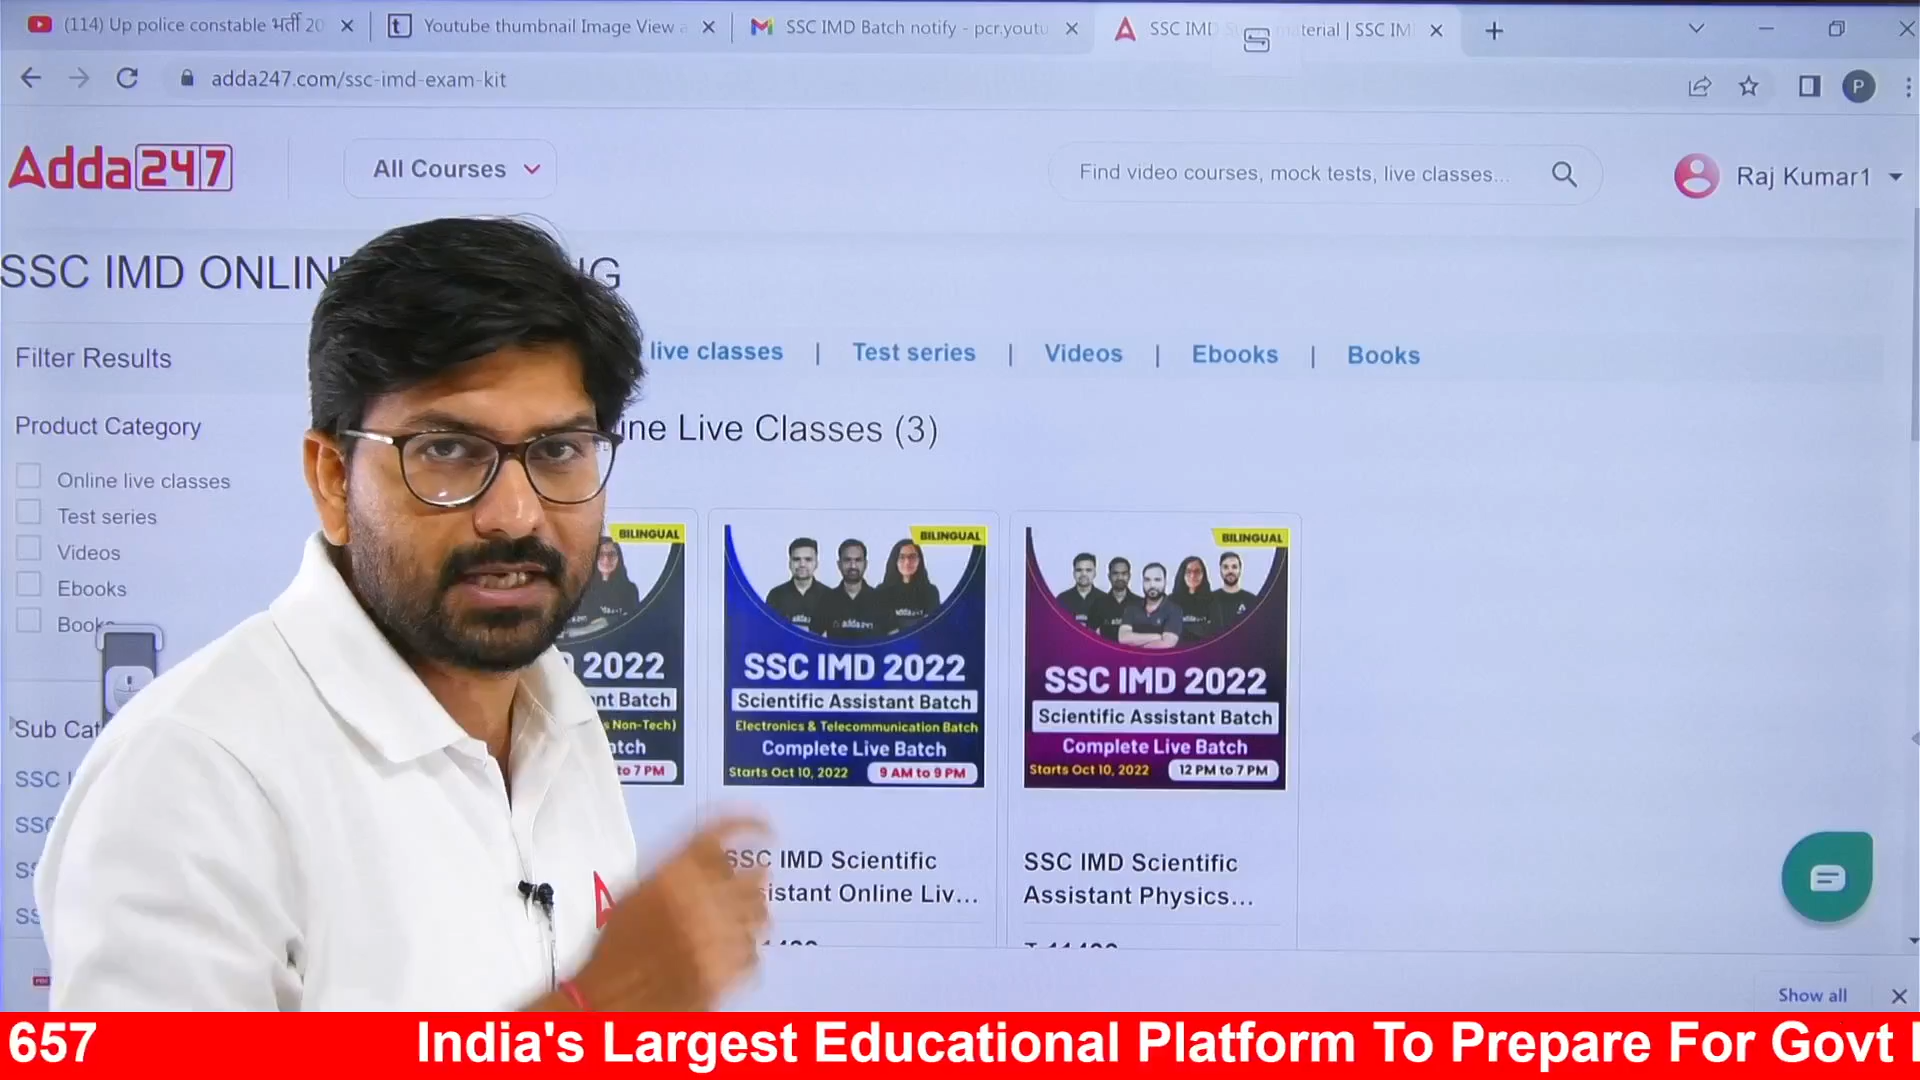 (114) Up police constable भर्ती 20
Youtube thumbnail Image View
SSC IMD Batch notify - pcr.youtu
SSC IMD
terial | SSC IM
adda247.com/ssc-imd-exam-kit
P
Adda247
All Courses
Find video courses, mock tests, live classes...
Raj Kumar1
SSC IMD ONLIN
G
Filter Results
live classes | Test series | Videos | Ebooks | Books
Product Category
ine Live Classes (3)
Online live classes
Test series
Videos
Ebooks
Books
Sub Cat
SSC I
SSC
SS
SS
BILINGUAL
2022
nt Batch
s Non-Tech)
atch
to 7 PM
BILINGUAL
SSC IMD 2022
Scientific Assistant Batch
Electronics & Telecommunication Batch
Complete Live Batch
Starts Oct 10, 2022
9 AM to 9 PM
BILINGUAL
SSC IMD 2022
Scientific Assistant Batch
Complete Live Batch
Starts Oct 10, 2022
12 PM to 7 PM
SSC IMD Scientific
istant Online Liv...
SSC IMD Scientific
Assistant Physics...
Show all
657
India's Largest Educational Platform To Prepare For Govt